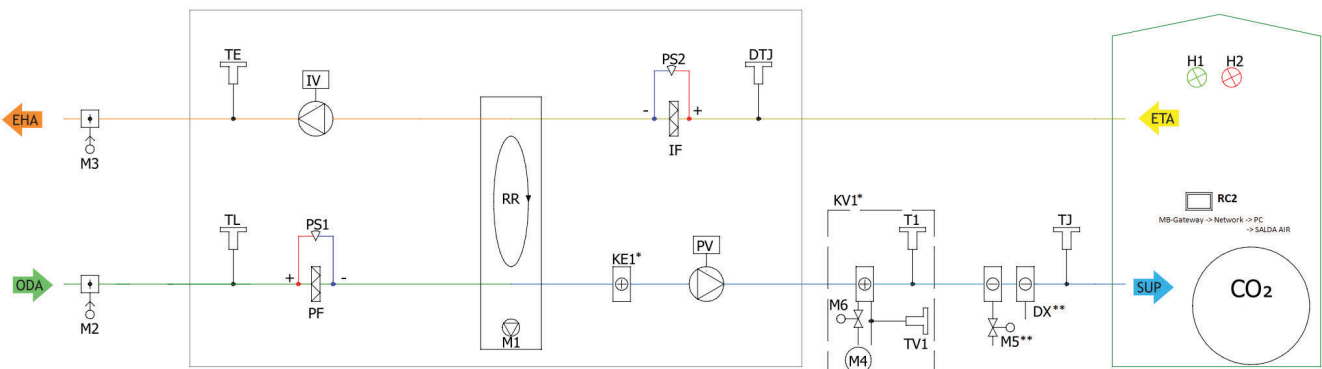 TE
IV
PS2
DTJ
H1 H2
EHA
ETA
- +
M3
IF
RR
RC2
MB-Gateway -> Network -> PC
-> SALDA AIR
KV1*
TL
PS1
T1
TJ
KE1*
PV
+ -
ODA
SUP
CO₂
M2
PF
M6
DX**
M1
M4
TV1
M5**